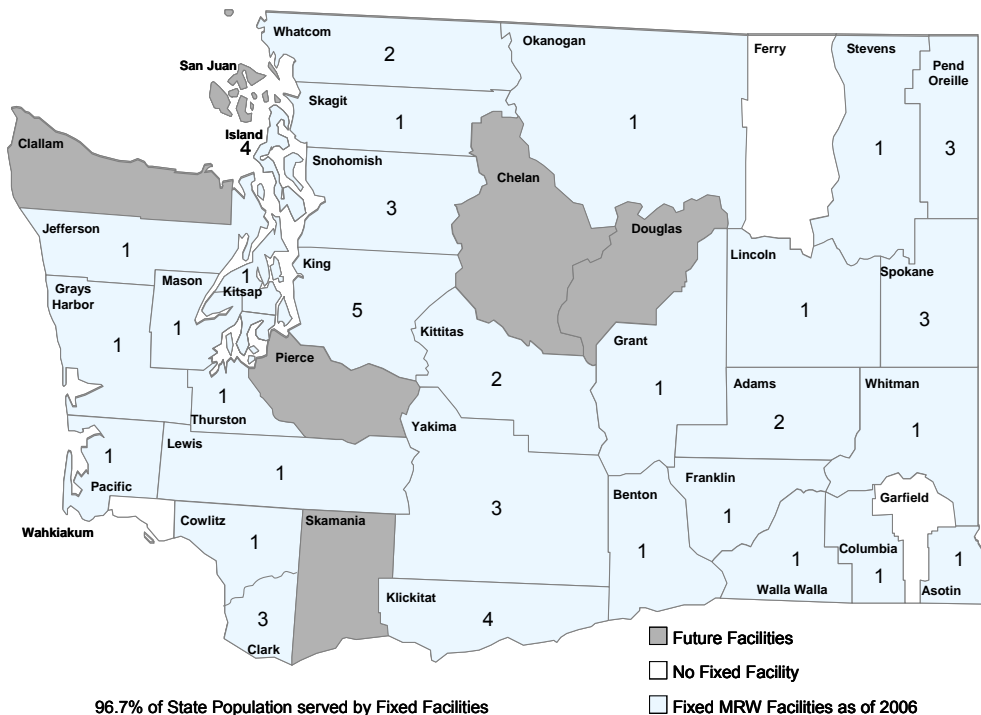 Whatcom
2
Okanogan
1
Ferry
Stevens
1
Pend
Oreille
3
San Juan
Skagit
1
Island
4
Clallam
Snohomish
3
Chelan
Douglas
Jefferson
1
King
5
Lincoln
1
Spokane
3
Grays
Harbor
1
Mason
1
1
Kitsap
Kittitas
2
Grant
1
Pierce
Adams
2
Whitman
1
1
Thurston
Yakima
3
Lewis
1
1
Pacific
Benton
1
Franklin
1
Garfield
Wahkiakum
Cowlitz
1
Skamania
1
Walla Walla
Columbia
1
1
Asotin
Klickitat
4
3
Clark
Future Facilities
No Fixed Facility
Fixed MRW Facilities as of 2006
96.7% of State Population served by Fixed Facilities